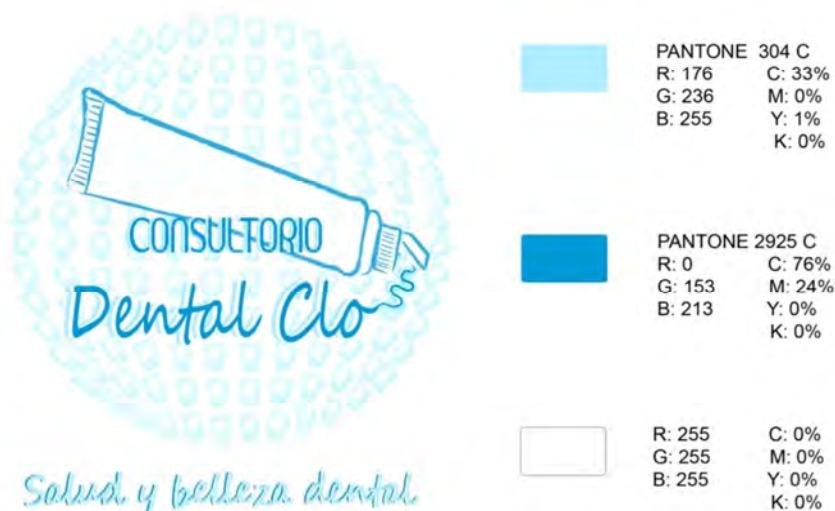 CONSULTORIO
Dental Clo
Salud y belleza dental
PANTONE 304 C
R: 176 C: 33%
G: 236 M: 0%
B: 255 Y: 1%
K: 0%
PANTONE 2925 C
R: 0 C: 76%
G: 153 M: 24%
B: 213 Y: 0%
K: 0%
R: 255 C: 0%
G: 255 M: 0%
B: 255 Y: 0%
K: 0%